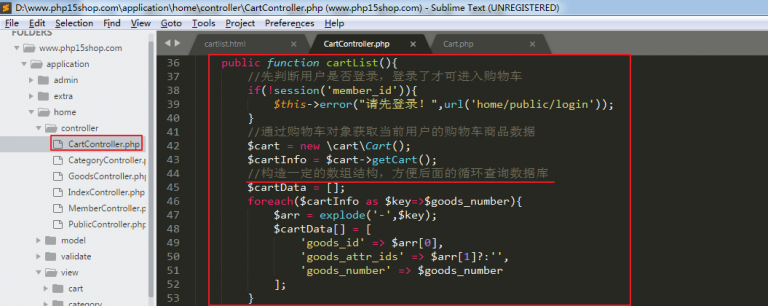 D:\www.php15shop.com\application\home\controller\CartController.php (www.php15shop.com) - Sublime Text (UNREGISTERED)
File Edit Selection Find View Goto Tools Project Preferences Help
FOLDERS
www.php15shop.com
application
admin
extra
home
controller
CartController.php
CategoryController.p
GoodsController.php
IndexController.php
MemberController.php
PublicController.php
model
validate
view
cart
category
cartlist.html × CartController.php × Cart.php ×
36 public function cartList(){
37 //先判断用户是否登录，登录了才可进入购物车
38 if(!session('member_id')){
39 $this->error("请先登录！",url('home/public/login'));
40 }
41 //通过购物车对象获取当前用户的购物车商品数据
42 $cart = new \cart\Cart();
43 $cartInfo = $cart->getCart();
44 //构造一定的数组结构，方便后面的循环查询数据库
45 $cartData = [];
46 foreach($cartInfo as $key=>$goods_number){
47 $arr = explode('-',$key);
48 $cartData[] = [
49 'goods_id' => $arr[0],
50 'goods_attr_ids' => $arr[1]?:'',
51 'goods_number' => $goods_number
52 ];
53 }